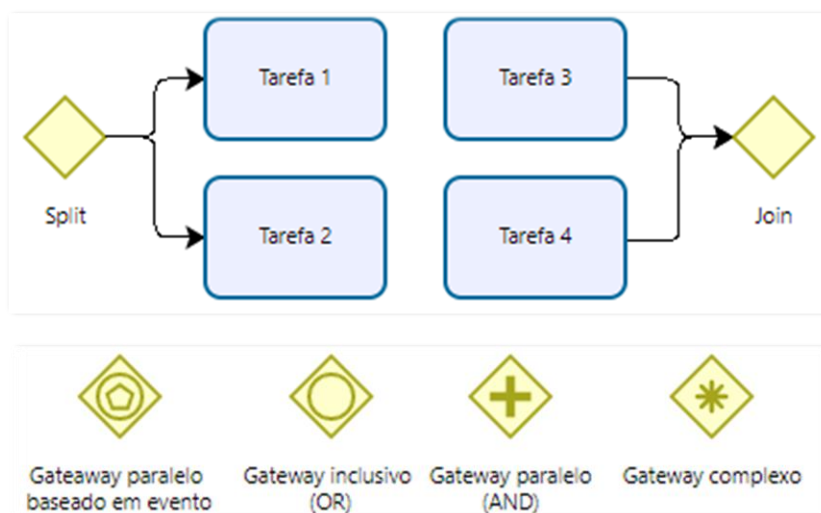 Tarefa 1
Tarefa 3
Split
Join
Tarefa 2
Tarefa 4
Gateaway paralelo
baseado em evento
Gateway inclusivo
(OR)
Gateway paralelo
(AND)
Gateway complexo